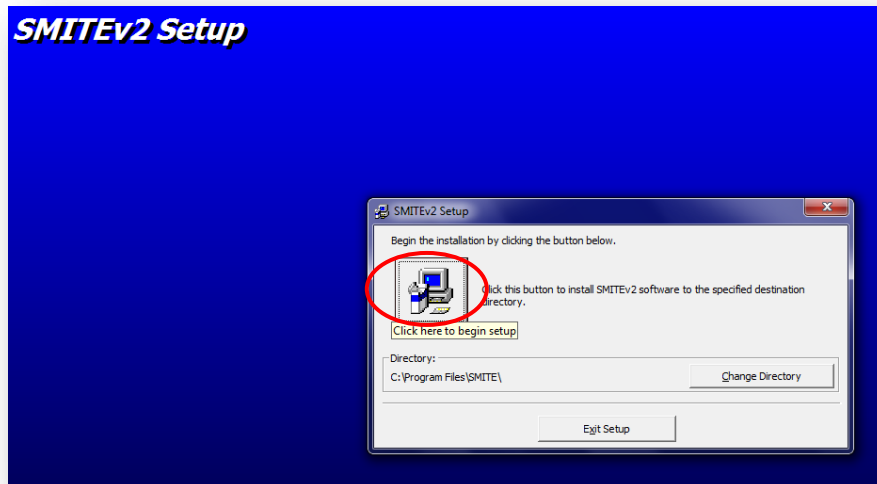 SMITEv2 Setup
SMITEv2 Setup
Begin the installation by clicking the button below.
Click this button to install SMITEv2 software to the specified destination
directory.
Click here to begin setup
Directory:
C:\Program Files\SMITE\
Change Directory
Exit Setup